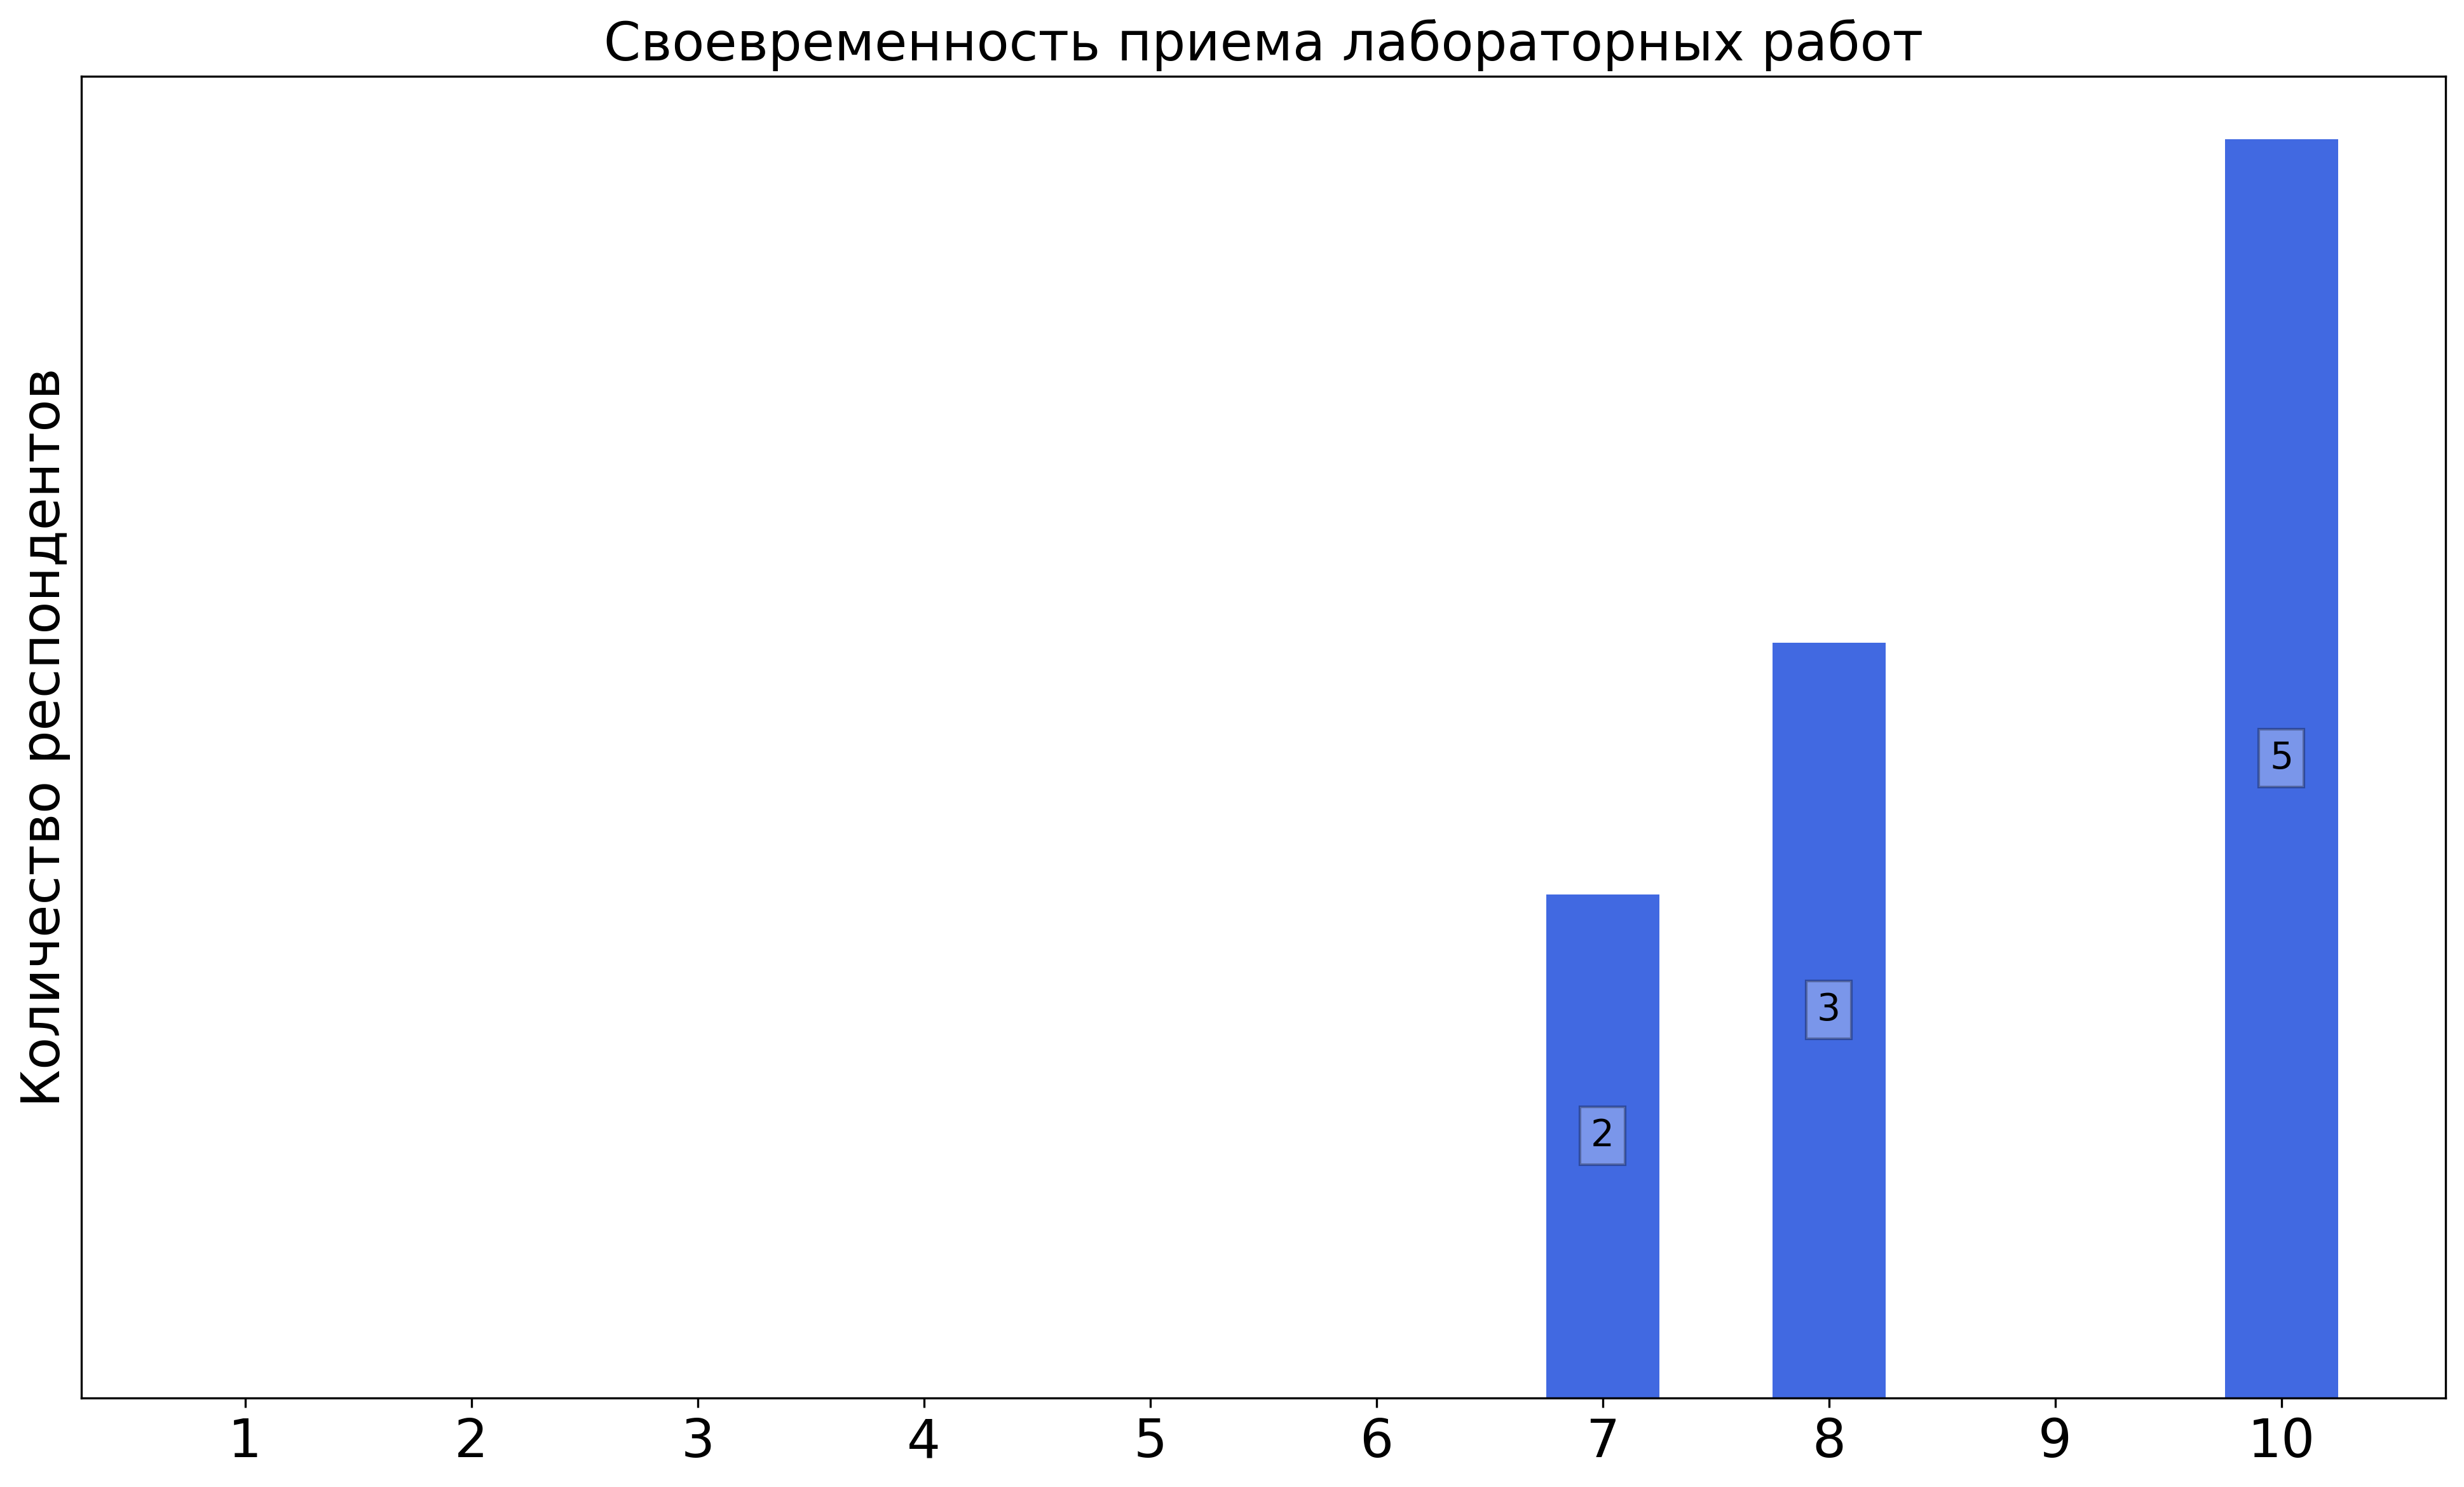 Своевременность приема лабораторных работ
Количество респондентов
5
3
2
1 2 3 4 5 6 7 8 9 10